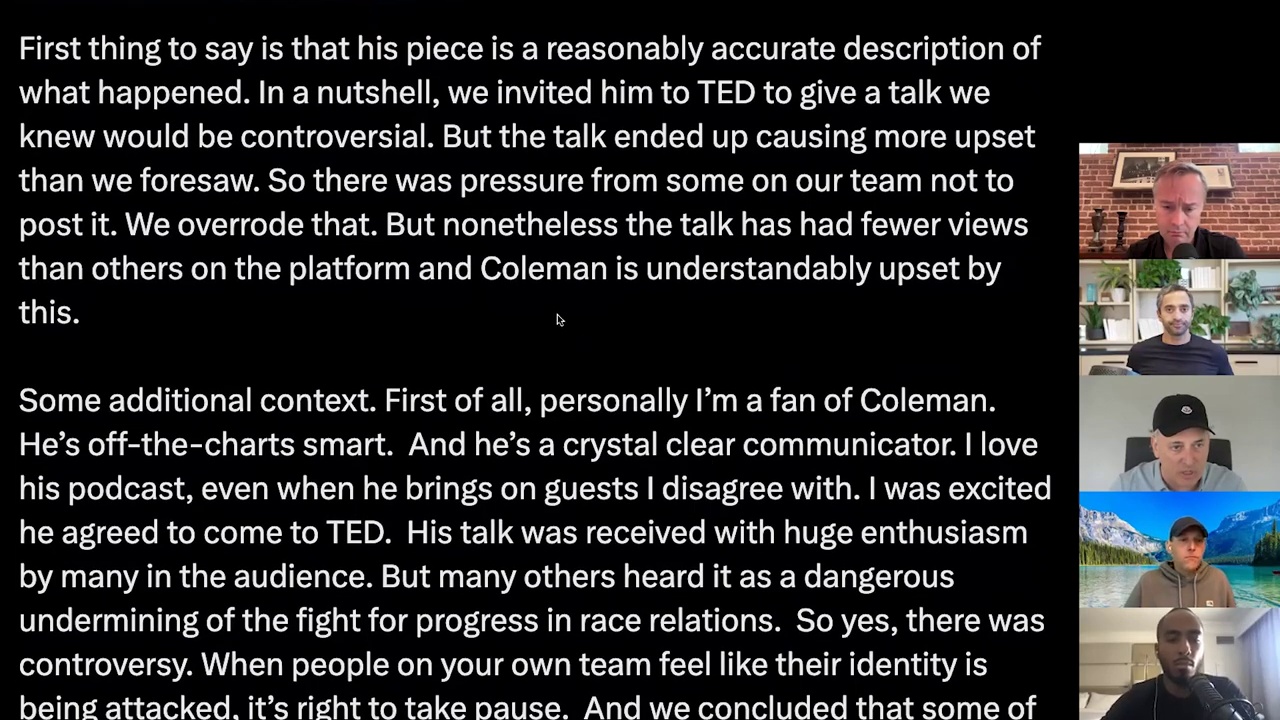 First thing to say is that his piece is a reasonably accurate description of
what happened. In a nutshell, we invited him to TED to give a talk we
knew would be controversial. But the talk ended up causing more upset
than we foresaw. So there was pressure from some on our team not to
post it. We overrode that. But nonetheless the talk has had fewer views
than others on the platform and Coleman is understandably upset by
this.
Some additional context. First of all, personally I’m a fan of Coleman.
He’s off-the-charts smart.  And he’s a crystal clear communicator. I love
his podcast, even when he brings on guests I disagree with. I was excited
he agreed to come to TED.  His talk was received with huge enthusiasm
by many in the audience. But many others heard it as a dangerous
undermining of the fight for progress in race relations.  So yes, there was
controversy. When people on your own team feel like their identity is
being attacked, it’s right to take pause.  And we concluded that some of